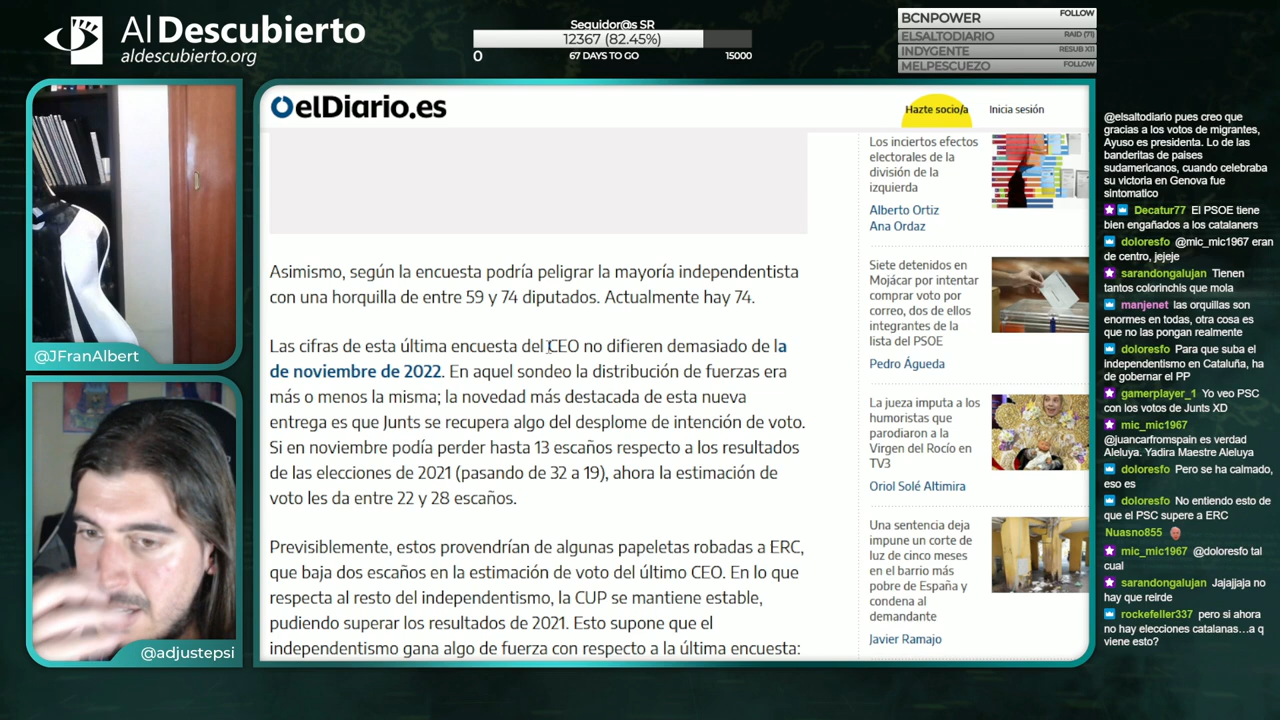 Al Descubierto
aldescubierto.org
Seguidor@s SR
12367 (82.45%)
0
67 DAYS TO GO
15000
BCNPOWER
FOLLOW
ELSALTODIARIO
RAID (71)
INDYGENTE
RESUB X11
MELPESCUEZO
FOLLOW
@JFranAlbert
@adjustepsi
elDiario.es
Hazte socio/a
Inicia sesión
Asimismo, según la encuesta podría peligrar la mayoría independentista
con una horquilla de entre 59 y 74 diputados. Actualmente hay 74.
Las cifras de esta última encuesta del CEO no difieren demasiado de la
de noviembre de 2022. En aquel sondeo la distribución de fuerzas era
más o menos la misma; la novedad más destacada de esta nueva
entrega es que Junts se recupera algo del desplome de intención de voto.
Si en noviembre podía perder hasta 13 escaños respecto a los resultados
de las elecciones de 2021 (pasando de 32 a 19), ahora la estimación de
voto les da entre 22 y 28 escaños.
Previsiblemente, estos provendrían de algunas papeletas robadas a ERC,
que baja dos escaños en la estimación de voto del último CEO. En lo que
respecta al resto del independentismo, la CUP se mantiene estable,
pudiendo superar los resultados de 2021. Esto supone que el
independentismo gana algo de fuerza con respecto a la última encuesta:
Los inciertos efectos
electorales de la
división de la
izquierda
Alberto Ortiz
Ana Ordaz
Siete detenidos en
Mojácar por intentar
comprar voto por
correo, dos de ellos
integrantes de la
lista del PSOE
Pedro Águeda
La jueza imputa a los
humoristas que
parodiaron a la
Virgen del Rocío en
TV3
Oriol Solé Altimira
Una sentencia deja
impune un corte de
luz de cinco meses
en el barrio más
pobre de España y
condena al
demandante
Javier Ramajo
@elsaltodiario pues creo que
gracias a los votos de migrantes,
Ayuso es presidenta. Lo de las
banderitas de paises
sudamericanos, cuando celebraba
su victoria en Genova fue
sintomatico
Decatur77 El PSOE tiene
bien engañados a los catalaners
doloresfo @mic_mic1967 eran
de centro, jejeje
sarandongalujan Tienen
tantos colorinchis que mola
manjenet las orquillas son
enormes en todas, otra cosa es
que no las pongan realmente
doloresfo Para que suba el
independentismo en Cataluña, ha
de gobernar el PP
gamerplayer_1 Yo veo PSC
con los votos de Junts XD
mic_mic1967
@juancarfromspain es verdad
Aleluya. Yadira Maestre Aleluya
doloresfo Pero se ha calmado,
eso es
doloresfo No entiendo esto de
que el PSC supere a ERC
Nuasno855
mic_mic1967 @doloresfo tal
cual
sarandongalujan Jajajjaja no
hay que reirde
rockefeller337 pero si ahora
no hay elecciones catalanas...a q
viene esto?